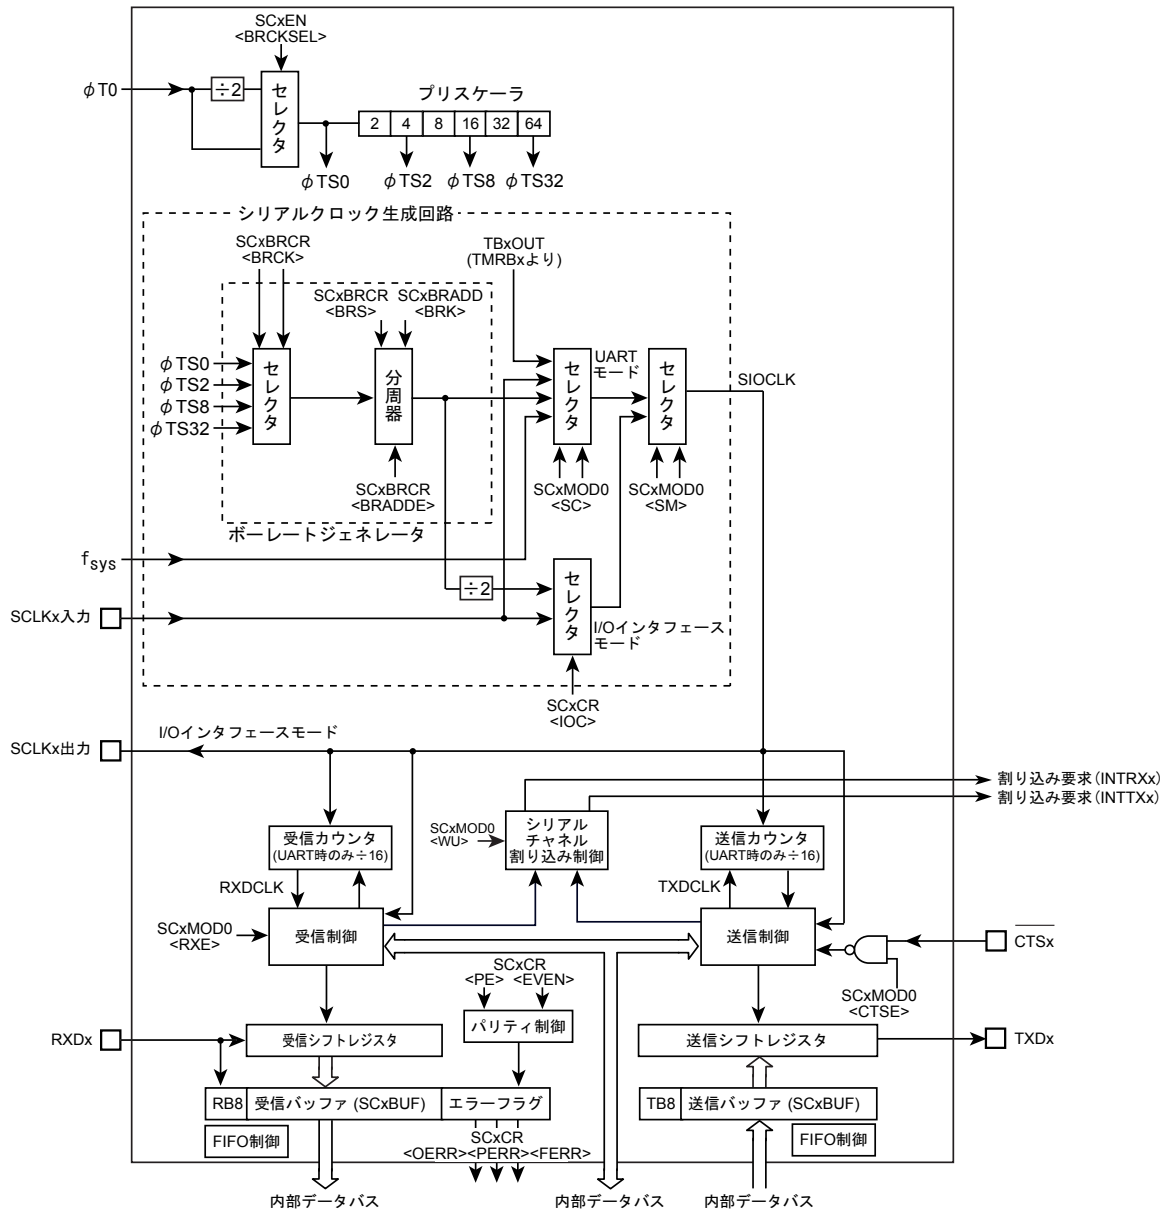 SCxEN
<BRCKSEL>
φT0
÷2
セレクタ
プリスケーラ
2 4 8 16 32 64
φTS0 φTS2 φTS8 φTS32
シリアルクロック生成回路
SCxBRCR
<BRCK>
TBxOUT
(TMRBxより)
SCxBRCR
<BRS>
SCxBRADD
<BRK>
φTS0
φTS2
φTS8
φTS32
セレクタ
分周器
セレクタ
UART
モード
セレクタ
SIOCLK
SCxBRCR
<BRADDE>
SCxMOD0
<SC>
SCxMOD0
<SM>
ボーレートジェネレータ
fsys
÷2
セレクタ
SCLKx入力
I/Oインタフェース
モード
SCxCR
<IOC>
SCLKx出力
I/Oインタフェースモード
割り込み要求(INTRXx)
割り込み要求(INTTXx)
受信カウンタ
(UART時のみ÷16)
SCxMOD0
<WU>
シリアル
チャネル
割り込み制御
送信カウンタ
(UART時のみ÷16)
RXDCLK
TXDCLK
SCxMOD0
<RXE>
受信制御
送信制御
CTSx
SCxCR
<PE> <EVEN>
SCxMOD0
<CTSE>
パリティ制御
RXDx
受信シフトレジスタ
送信シフトレジスタ
TXDx
RB8 受信バッファ (SCxBUF) エラーフラグ
TB8 送信バッファ (SCxBUF)
FIFO制御
SCxCR
<OERR><PERR><FERR>
FIFO制御
内部データバス
内部データバス
内部データバス